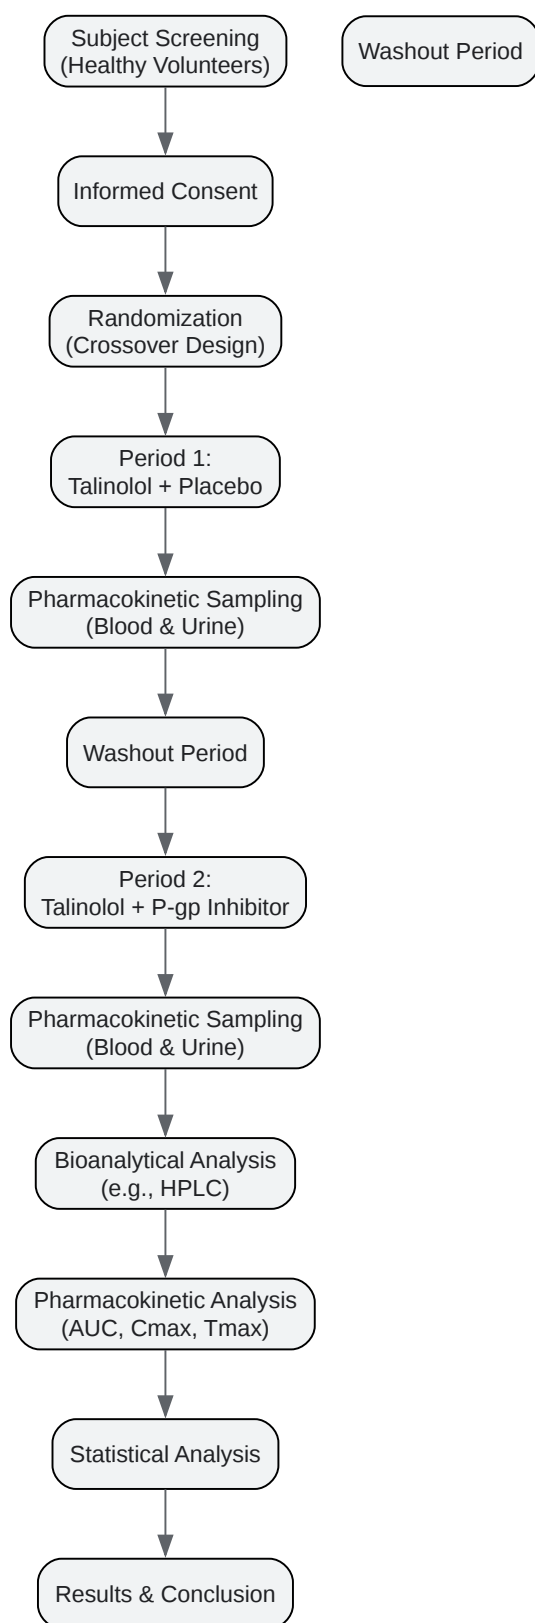 Subject Screening
(Healthy Volunteers)
Washout Period
Informed Consent
Randomization
(Crossover Design)
Period 1:
Talinolol + Placebo
Pharmacokinetic Sampling
(Blood & Urine)
Washout Period
Period 2:
Talinolol + P-gp Inhibitor
Pharmacokinetic Sampling
(Blood & Urine)
Bioanalytical Analysis
(e.g., HPLC)
Pharmacokinetic Analysis
(AUC, Cmax, Tmax)
Statistical Analysis
Results & Conclusion